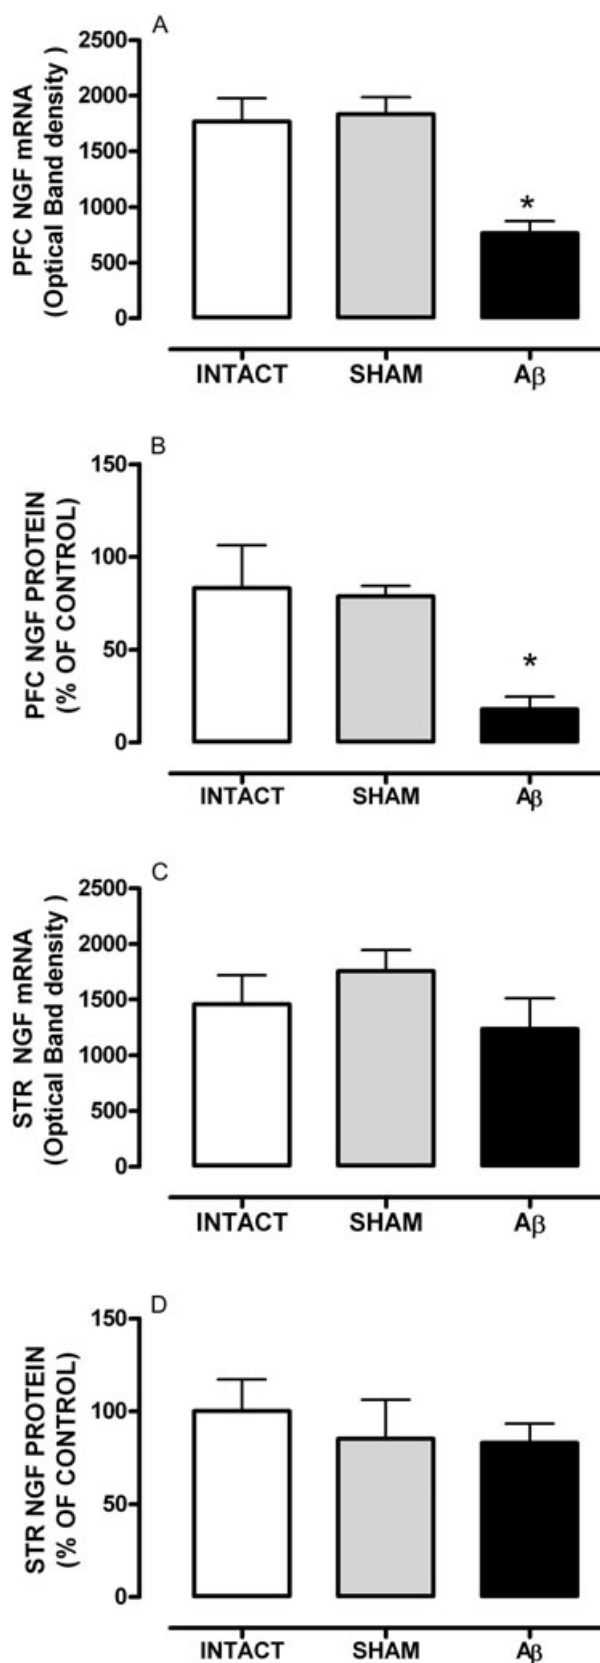 A
PFC NGF mRNA
(Optical Band density )
2500
2000
1500
1000
500
0
*
INTACT SHAM Aβ
B
PFC NGF PROTEIN
(% OF CONTROL)
150
100
50
0
*
INTACT SHAM Aβ
C
STR NGF mRNA
(Optical Band density )
2500
2000
1500
1000
500
0
INTACT SHAM Aβ
D
STR NGF PROTEIN
(% OF CONTROL)
150
100
50
0
INTACT SHAM Aβ